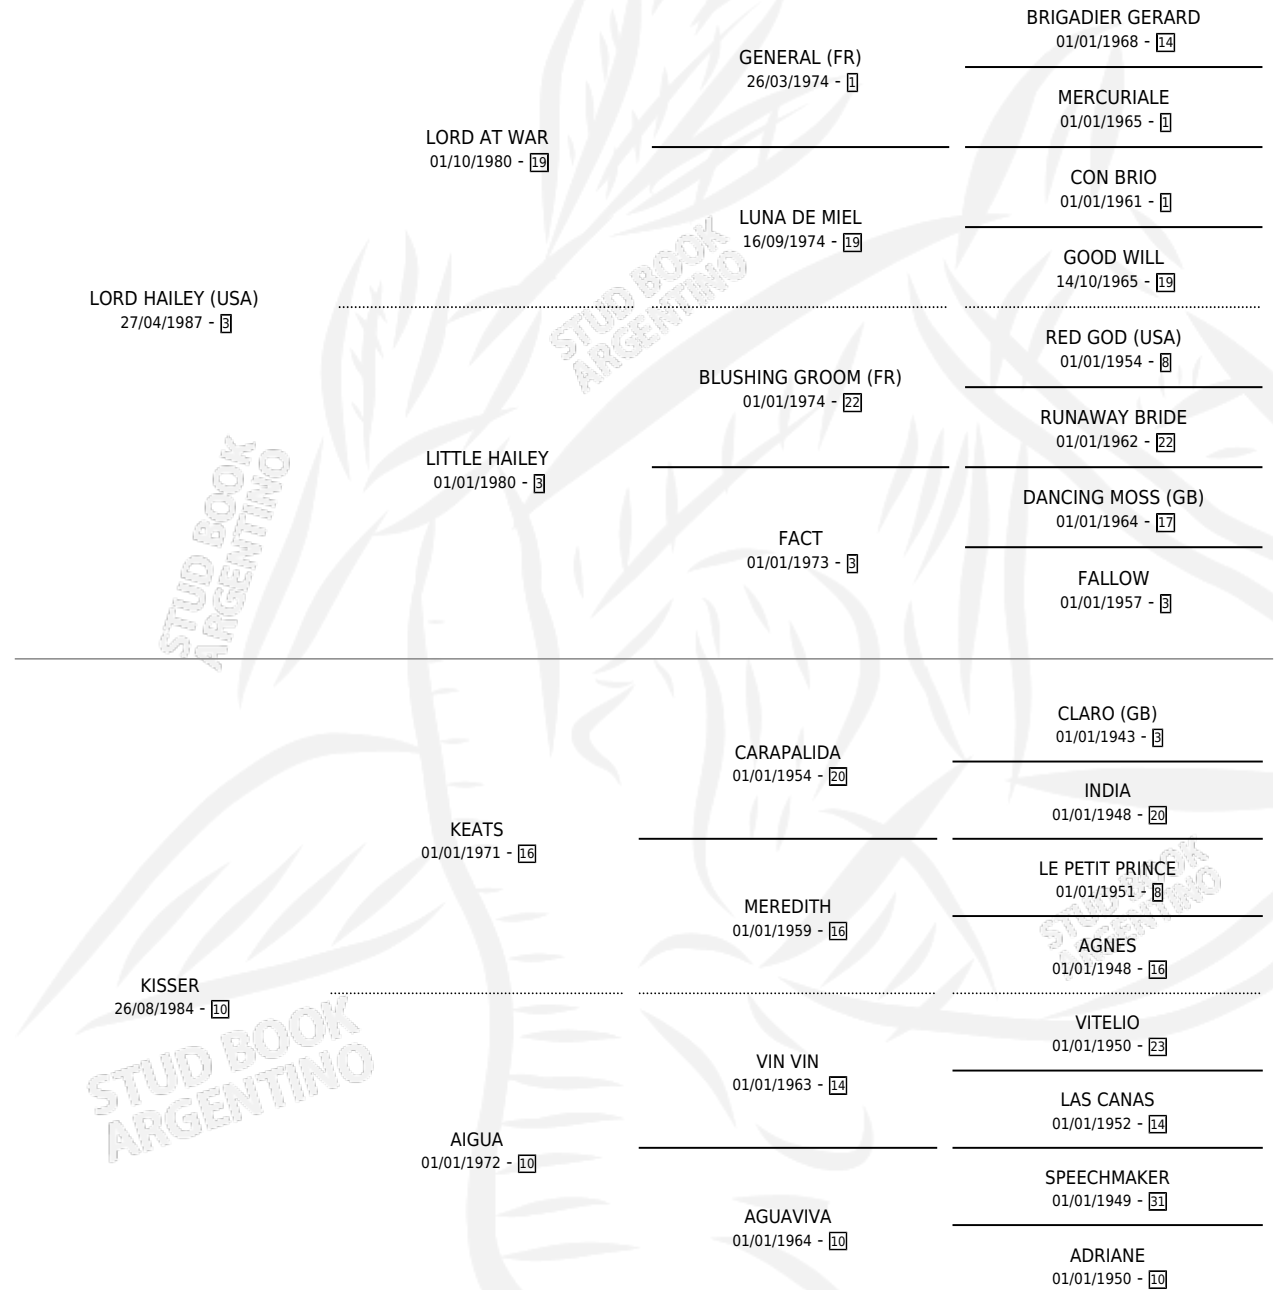 BRIGADIER GERARD
01/01/1968 - 14
GENERAL (FR)
26/03/1974 - 1
MERCURIALE
01/01/1965 - 1
LORD AT WAR
01/10/1980 - 19
CON BRIO
01/01/1961 - 1
LUNA DE MIEL
16/09/1974 - 19
GOOD WILL
14/10/1965 - 19
LORD HAILEY (USA)
27/04/1987 - 3
RED GOD (USA)
01/01/1954 - 8
BLUSHING GROOM (FR)
01/01/1974 - 22
RUNAWAY BRIDE
01/01/1962 - 22
LITTLE HAILEY
01/01/1980 - 3
DANCING MOSS (GB)
01/01/1964 - 17
FACT
01/01/1973 - 3
FALLOW
01/01/1957 - 3
CLARO (GB)
01/01/1943 - 3
CARAPALIDA
01/01/1954 - 20
INDIA
01/01/1948 - 20
KEATS
01/01/1971 - 16
LE PETIT PRINCE
01/01/1951 - 8
MEREDITH
01/01/1959 - 16
AGNES
01/01/1948 - 16
KISSER
26/08/1984 - 10
VITELIO
01/01/1950 - 23
VIN VIN
01/01/1963 - 14
LAS CANAS
01/01/1952 - 14
AIGUA
01/01/1972 - 10
SPEECHMAKER
01/01/1949 - 31
AGUAVIVA
01/01/1964 - 10
ADRIANE
01/01/1950 - 10
STUD BOOK
ARGENTINO
STUD BOOK
ARGENTINO
STUD BOOK
ARGENTINO
STUD BOOK
ARGENTINO